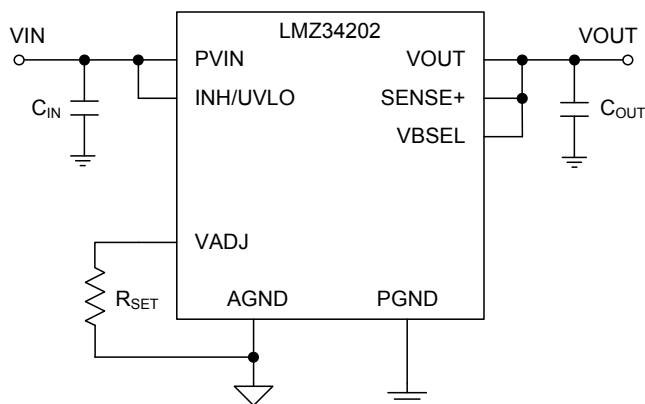 LMZ34202
VIN
VOUT
PVIN
VOUT
INH/UVLO
SENSE+
CIN
COUT
VBSEL
VADJ
RSET
AGND
PGND